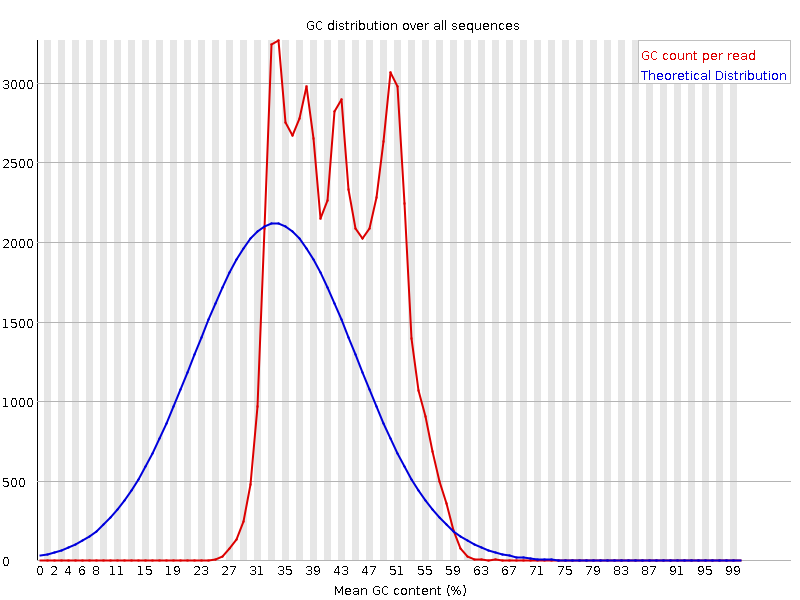 GC distribution over all sequences
GC count per read
Theoretical Distribution
3000
2500
2000
1500
1000
500
0
0 2 4 6 8 11 15 19 23 27 31 35 39 43 47 51 55 59 63 67 71 75 79 83 87 91 95 99
Mean GC content (%)